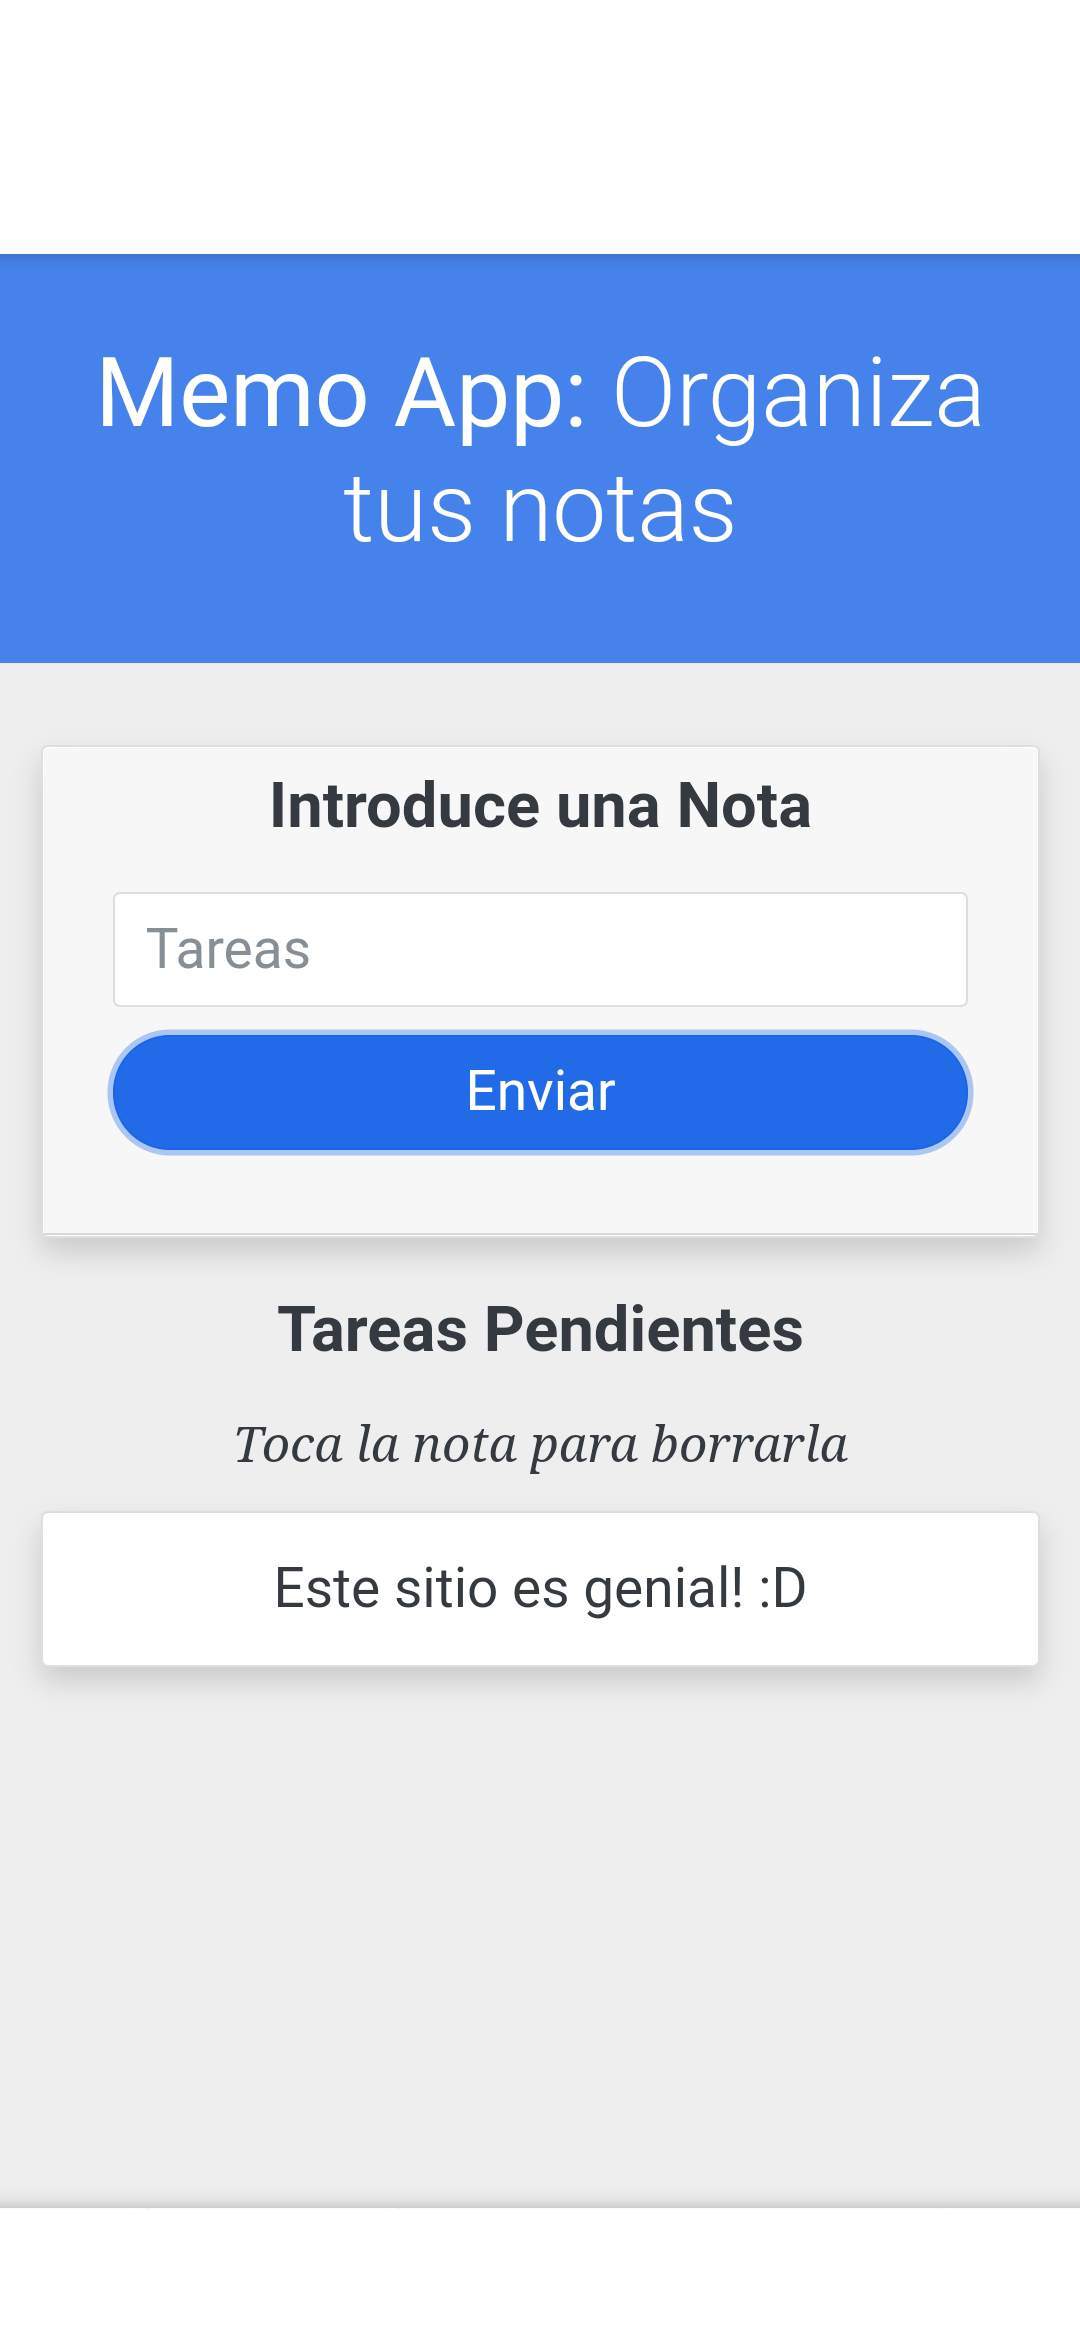 Memo App: Organiza
tus notas
Introduce una Nota
Tareas
Enviar
Tareas Pendientes
Toca la nota para borrarla
Este sitio es genial! :D